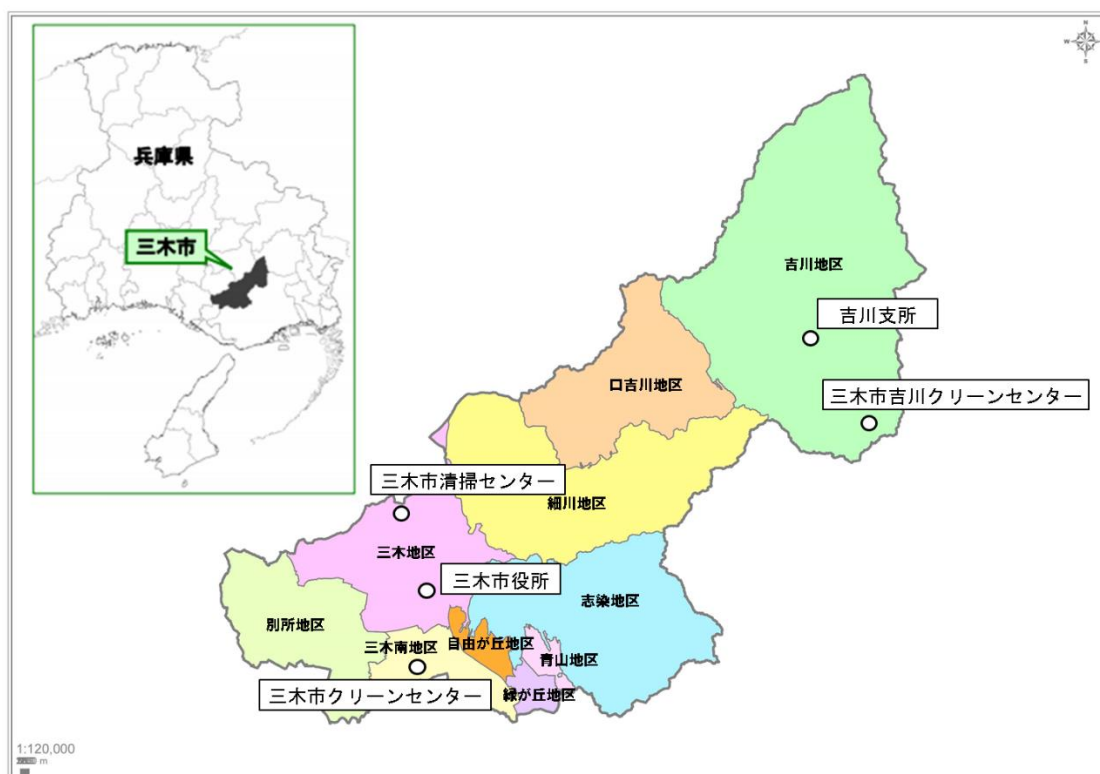 兵庫県
三木市
N
W
E
S
吉川地区
吉川支所
口吉川地区
三木市吉川クリーンセンター
三木市清掃センター
細川地区
三木地区
三木市役所
志染地区
別所地区
三木南地区
自由が丘地区
青山地区
三木市クリーンセンター
緑が丘地区
1:120,000